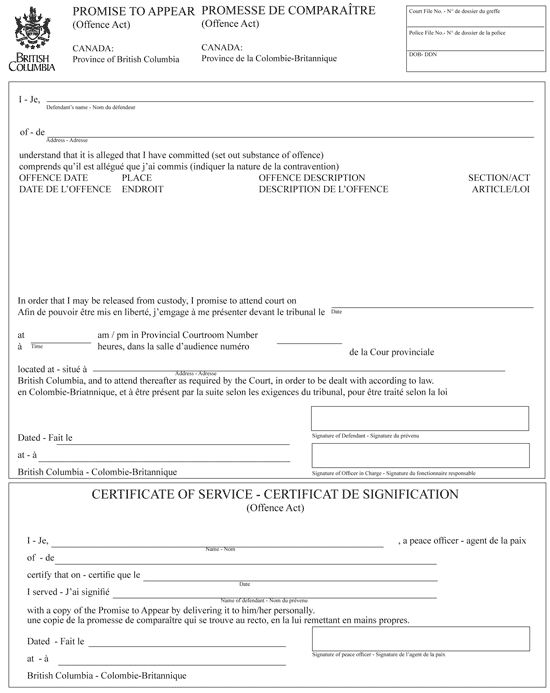 PROMISE TO APPEAR PROMESSE DE COMPARAÎTRE
(Offence Act) (Offence Act)
CANADA: CANADA:
Province of British Columbia Province de la Colombie-Britannique
BRITISH
COLUMBIA
Court File No. - N° de dossier du greffe
Police File No.- N° de dossier de la police
DOB- DDN
I - Je,
Defendant's name - Nom du défendeur
of - de
Address - Adresse
understand that it is alleged that I have committed (set out substance of offence)
comprends qu'il est allégué que j'ai commis (indiquer la nature de la contravention)
OFFENCE DATE PLACE OFFENCE DESCRIPTION SECTION/ACT
DATE DE L'OFFENCE ENDROIT DESCRIPTION DE L'OFFENCE ARTICLE/LOI
In order that I may be released from custody, I promise to attend court on
Afin de pouvoir être mis en liberté, j'engage à me présenter devant le tribunal le Date
at am / pm in Provincial Courtroom Number
à Time heures, dans la salle d'audience numéro
de la Cour provinciale
located at - situé à
Address - Adresse
British Columbia, and to attend thereafter as required by the Court, in order to be dealt with according to law.
en Colombie-Briannique, et à être présent par la suite selon les exigences du tribunal, pour être traité selon la loi
Dated - Fait le
Signature of Defendant - Signature du prévenu
at - à
British Columbia - Colombie-Britannique
Signature of Officer in Charge - Signature du fonctionnaire responsable
CERTIFICATE OF SERVICE - CERTIFICAT DE SIGNIFICATION
(Offence Act)
I - Je, , a peace officer - agent de la paix
Name - Nom
of - de
certify that on - certifie que le
Date
I served - J'ai signifié
Name of defendant - Nom du prévenu
with a copy of the Promise to Appear by delivering it to him/her personally.
une copie de la promesse de comparaître qui se trouve au recto, en la lui remettant en mains propres.
Dated - Fait le
Signature of peace officer - Signature de l'agent de la paix
at - à
British Columbia - Colombie-Britannique